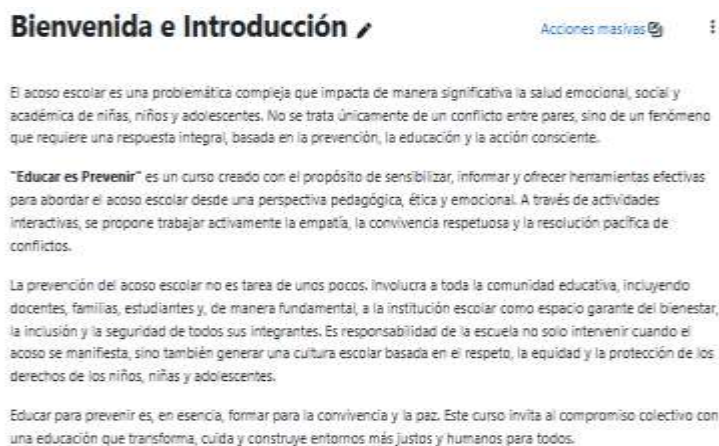 Bienvenida e Introducción
Acciones masivas
El acoso escolar es una problemática compleja que impacta de manera significativa la salud emocional, social y
académica de niñas, niños y adolescentes. No se trata únicamente de un conflicto entre pares, sino de un fenómeno
que requiere una respuesta integral, basada en la prevención, la educación y la acción consciente.
"Educar es Prevenir" es un curso creado con el propósito de sensibilizar, informar y ofrecer herramientas efectivas
para abordar el acoso escolar desde una perspectiva pedagógica, ética y emocional. A través de actividades
interactivas, se propone trabajar activamente la empatía, la convivencia respetuosa y la resolución pacífica de
conflictos.
La prevención del acoso escolar no es tarea de unos pocos. Involucra a toda la comunidad educativa, incluyendo
docentes, familias, estudiantes y, de manera fundamental, a la institución escolar como espacio garante del bienestar,
la inclusión y la seguridad de todos sus integrantes. Es responsabilidad de la escuela no solo intervenir cuando el
acoso se manifiesta, sino también generar una cultura escolar basada en el respeto, la equidad y la protección de los
derechos de los niños, niñas y adolescentes.
Educar para prevenir es, en esencia, formar para la convivencia y la paz. Este curso invita al compromiso colectivo con
una educación que transforma, cuida y construye entornos más justos y humanos para todos.